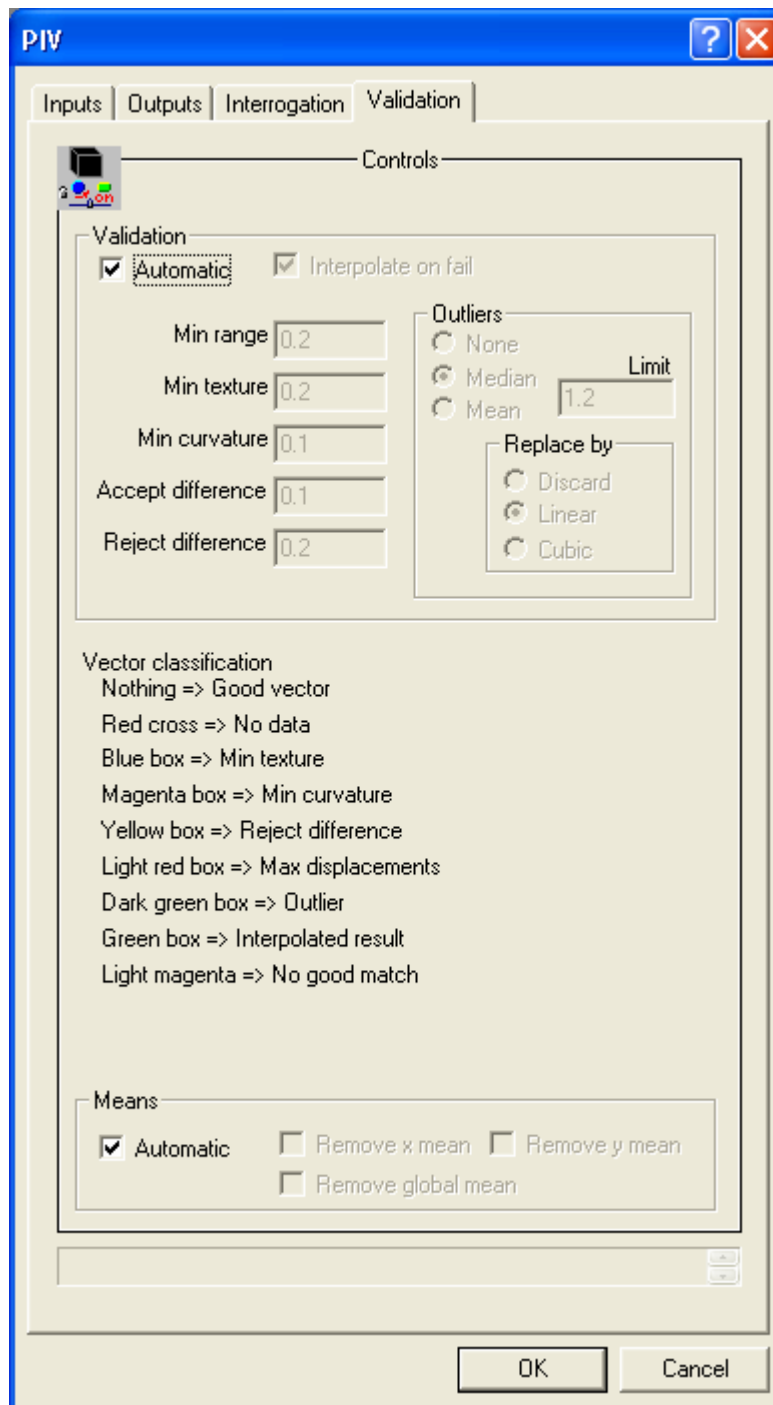 PIV
Inputs Outputs Interrogation Validation
Controls
on
Validation
Automatic Interpolate on fail
Min range 0.2
Min texture 0.2
Min curvature 0.1
Accept difference 0.1
Reject difference 0.2
Outliers
None
Median
Mean
Limit
1.2
Replace by
Discard
Linear
Cubic
Vector classification
Nothing => Good vector
Red cross => No data
Blue box => Min texture
Magenta box => Min curvature
Yellow box => Reject difference
Light red box => Max displacements
Dark green box => Outlier
Green box => Interpolated result
Light magenta => No good match
Means
Automatic Remove x mean Remove y mean
Remove global mean
OK Cancel